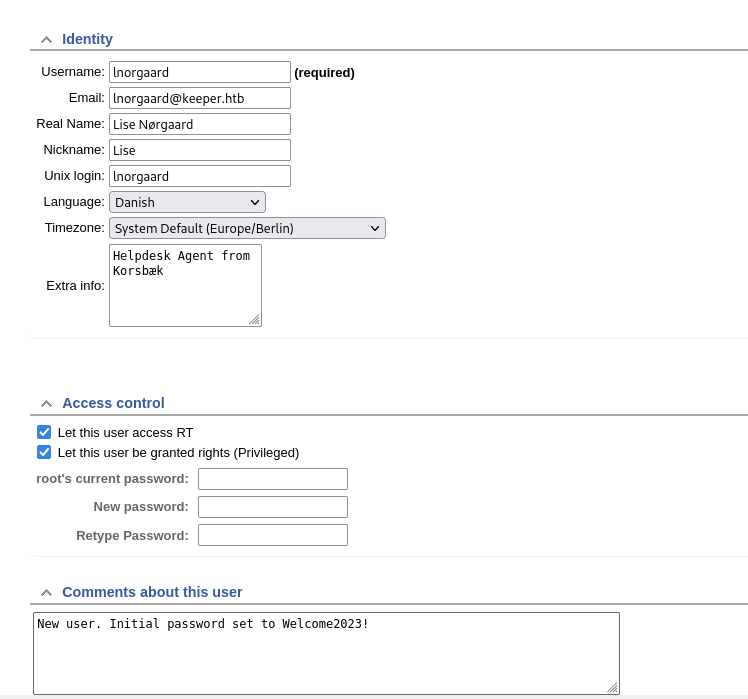 Identity
Username: lnorgaard (required)
Email: lnorgaard@keeper.htb
Real Name: Lise Nørgaard
Nickname: Lise
Unix login: lnorgaard
Language: Danish
Timezone: System Default (Europe/Berlin)
Extra info: Helpdesk Agent from
Korsbæk
Access control
Let this user access RT
Let this user be granted rights (Privileged)
root's current password:
New password:
Retype Password:
Comments about this user
New user. Initial password set to Welcome2023!